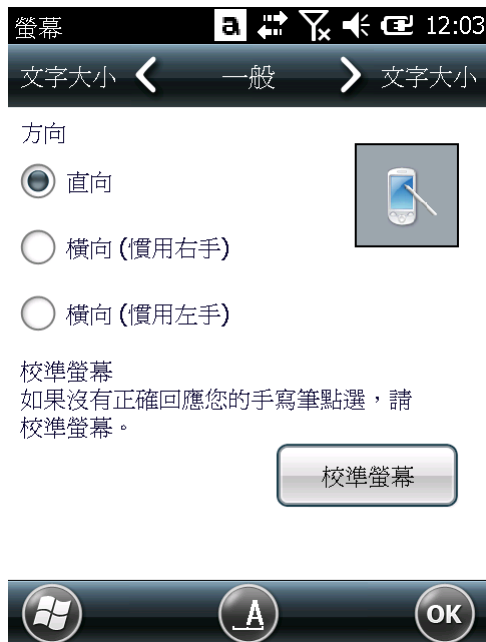 螢幕
a
12:03
文字大小
一般
文字大小
方向
直向
橫向 (慣用右手)
橫向 (慣用左手)
校準螢幕
如果沒有正確回應您的手寫筆點選，請
校準螢幕。
校準螢幕
A
OK